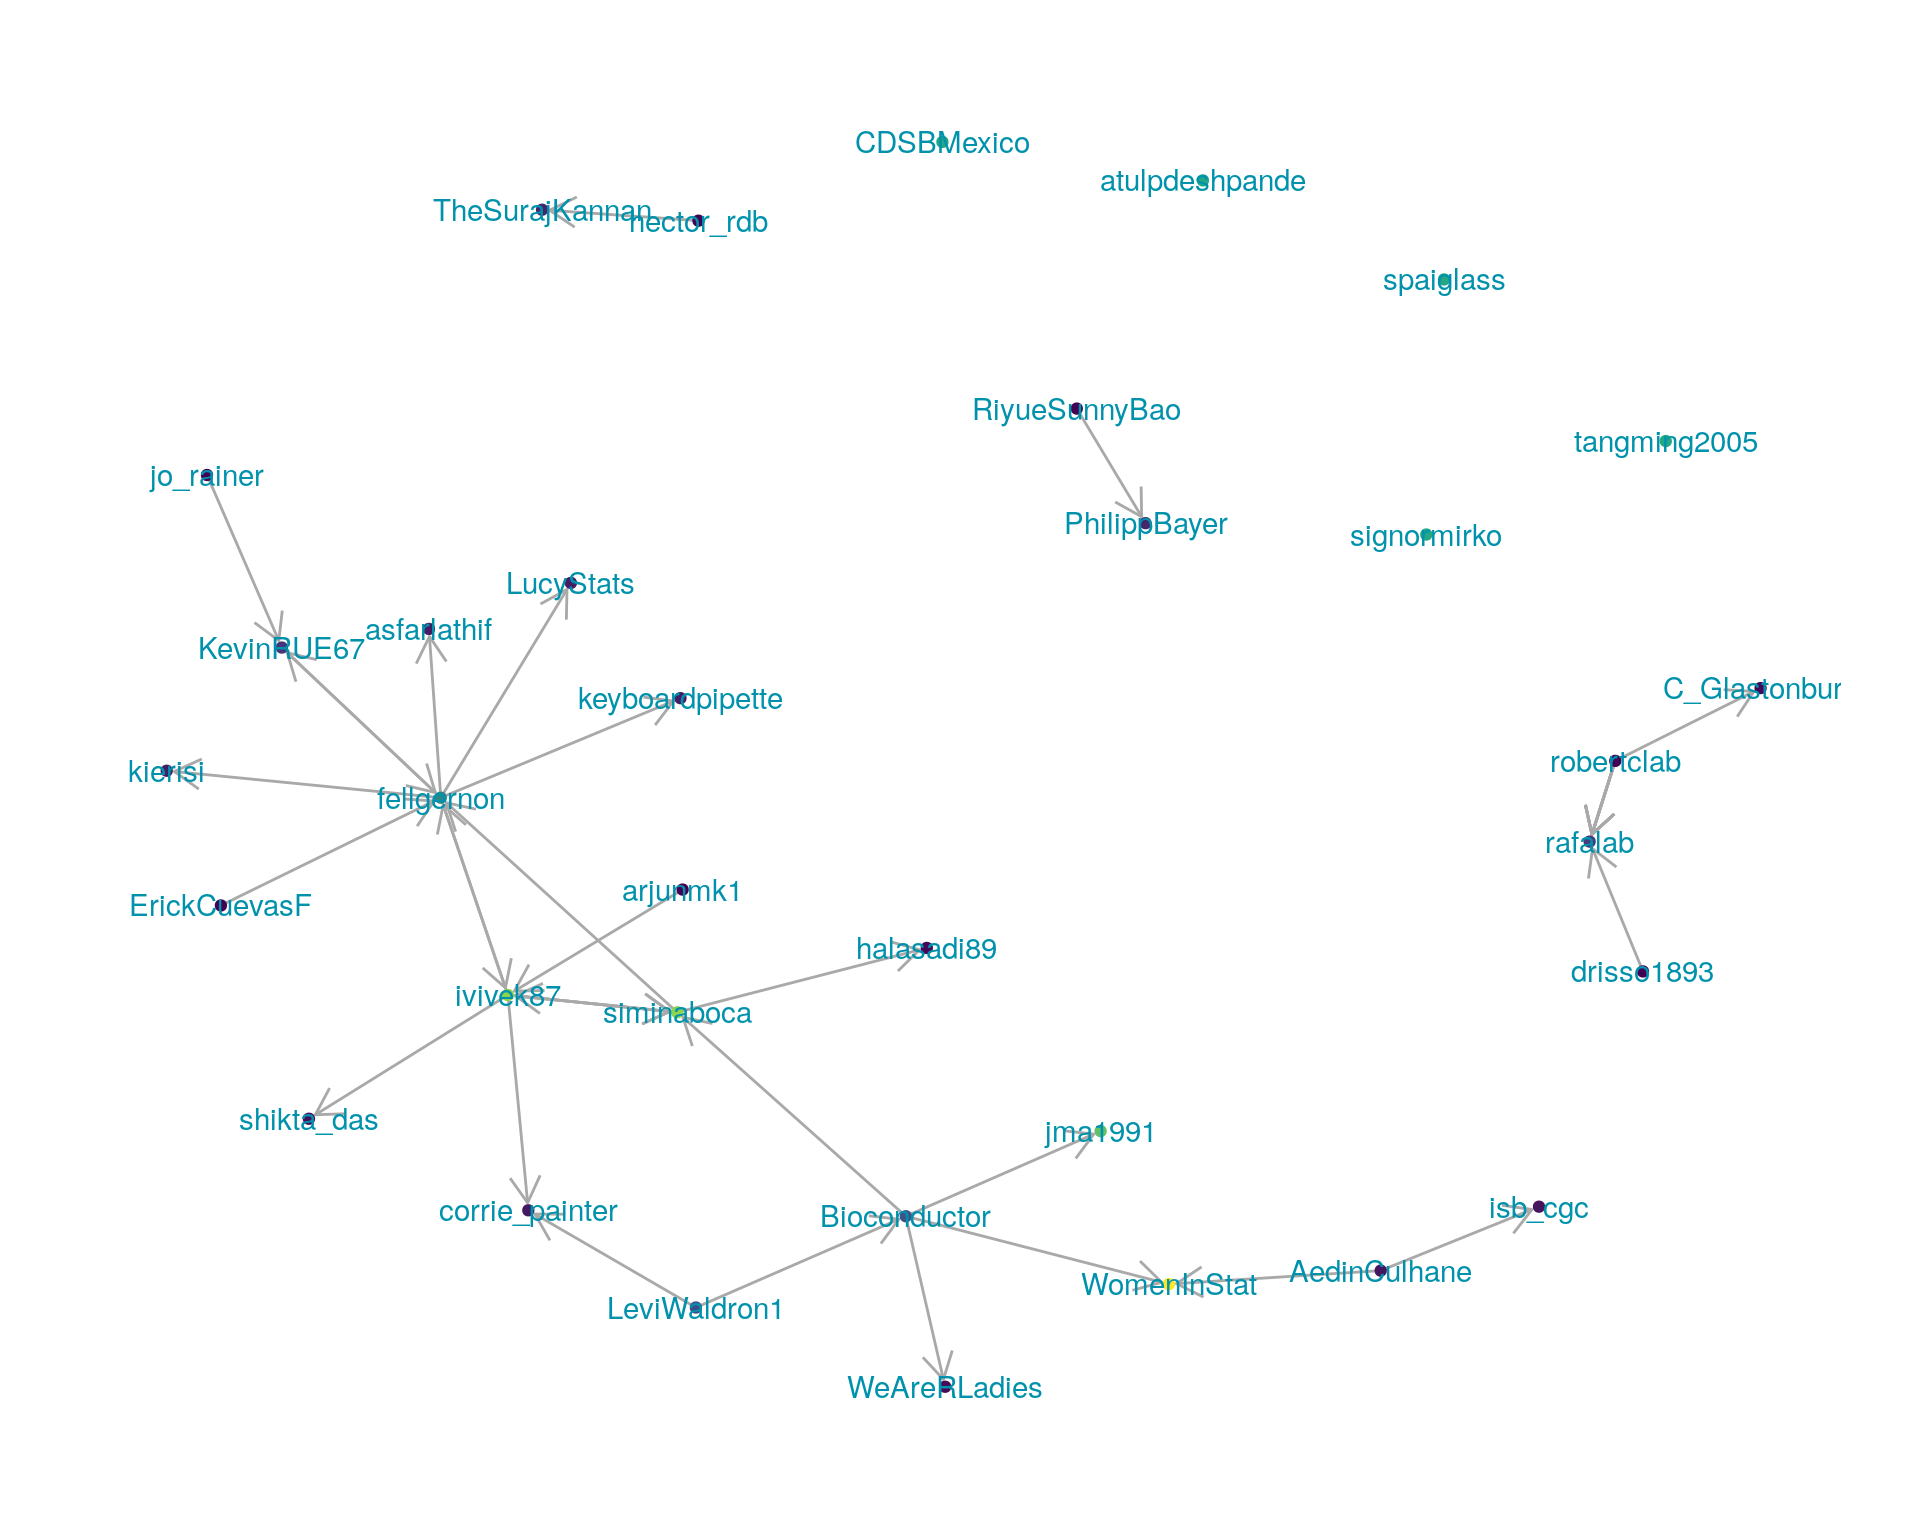 CDSBMexico
atulpdeshpande
TheSurajKannan
hector_rdb
spaiglass
RiyueSunnyBao
tangming2005
jo_rainer
PhilippBayer
signormirko
LucyStats
asfarlathif
KevinRUE67
keyboardpipette
C_Glastonbur
robertclab
kierisi
fellgernon
rafalab
arjunmk1
ErickCuevasF
halasadi89
drisso1893
ivivek87
siminaboca
shikta_das
jma1991
corrie_painter
Bioconductor
isb_cgc
AedinCulhane
WomenInStat
LeviWaldron1
WeAreRLadies